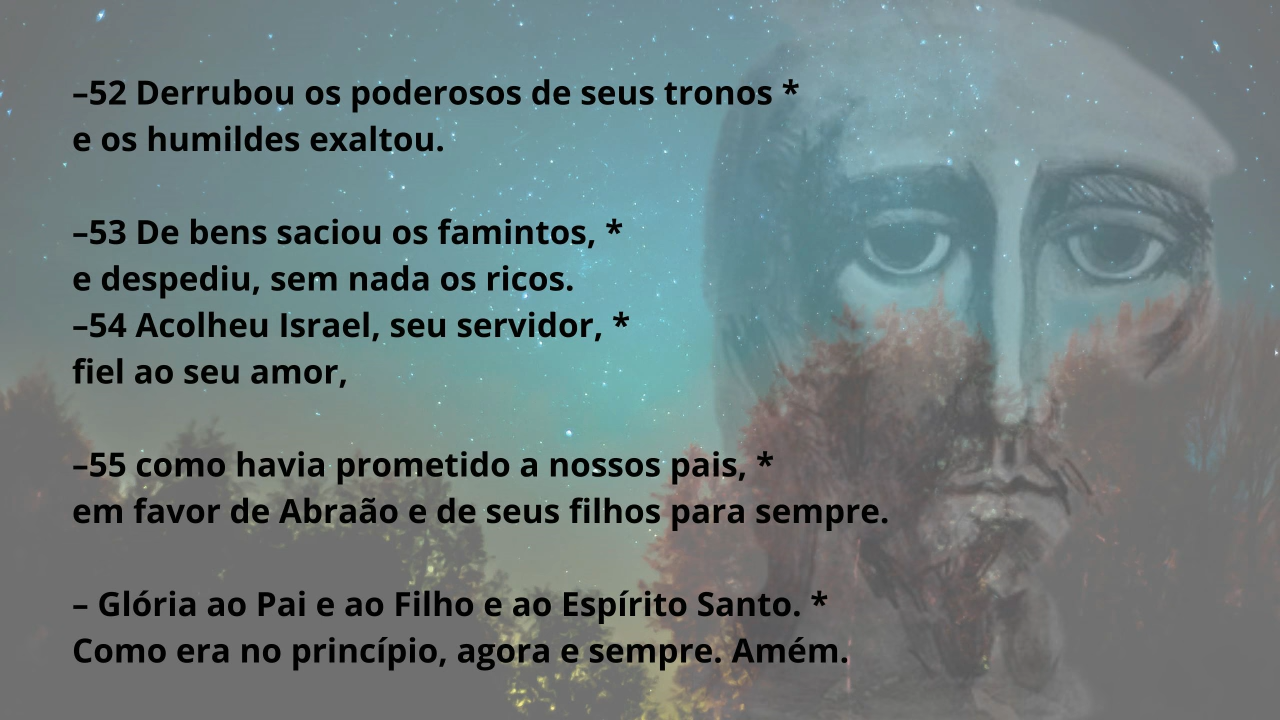 –52 Derrubou os poderosos de seus tronos *
e os humildes exaltou.
–53 De bens saciou os famintos, *
e despediu, sem nada os ricos.
–54 Acolheu Israel, seu servidor, *
fiel ao seu amor,
–55 como havia prometido a nossos pais, *
em favor de Abraão e de seus filhos para sempre.
– Glória ao Pai e ao Filho e ao Espírito Santo. *
Como era no princípio, agora e sempre. Amém.